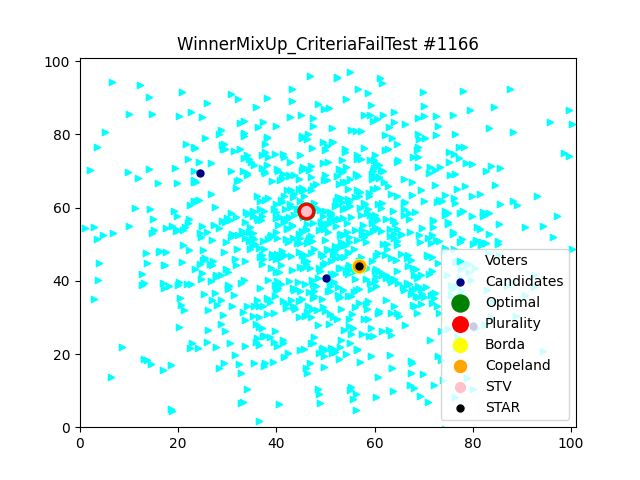 WinnerMixUp_CriteriaFailTest #1166
100
80
60
40
20
0
0 20 40 60 80 100
Voters
Candidates
Optimal
Plurality
Borda
Copeland
STV
STAR